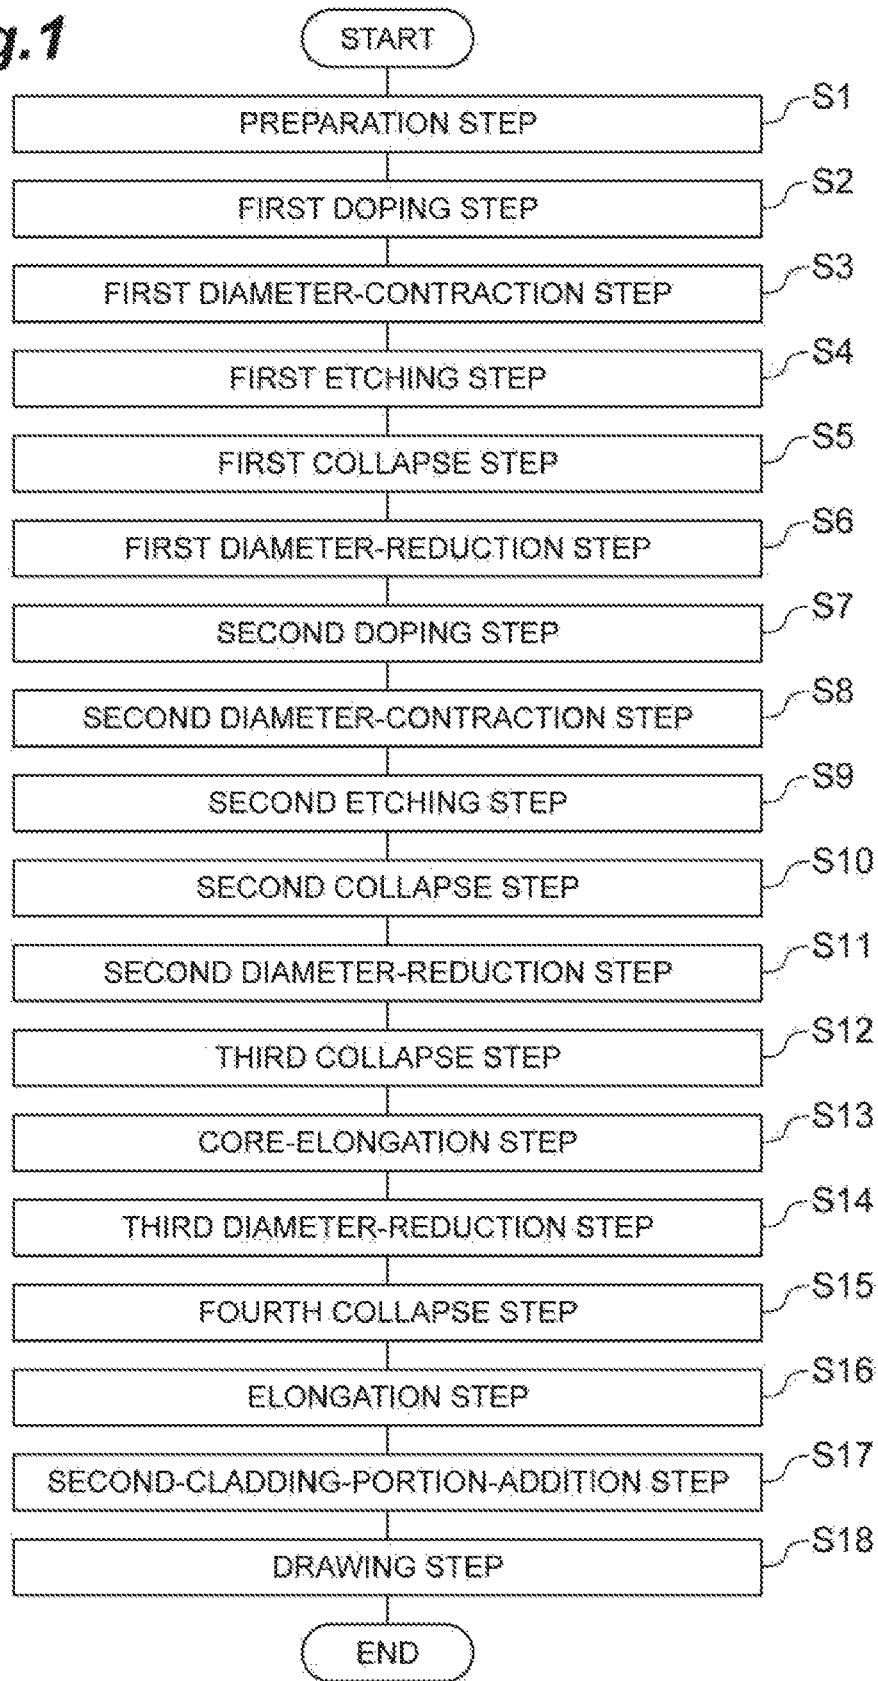 g.1
START
PREPARATION STEP
S1
FIRST DOPING STEP
S2
FIRST DIAMETER-CONTRACTION STEP
S3
FIRST ETCHING STEP
S4
FIRST COLLAPSE STEP
S5
FIRST DIAMETER-REDUCTION STEP
S6
SECOND DOPING STEP
S7
SECOND DIAMETER-CONTRACTION STEP
S8
SECOND ETCHING STEP
S9
SECOND COLLAPSE STEP
S10
SECOND DIAMETER-REDUCTION STEP
S11
THIRD COLLAPSE STEP
S12
CORE-ELONGATION STEP
S13
THIRD DIAMETER-REDUCTION STEP
S14
FOURTH COLLAPSE STEP
S15
ELONGATION STEP
S16
SECOND-CLADDING-PORTION-ADDITION STEP
S17
DRAWING STEP
S18
END